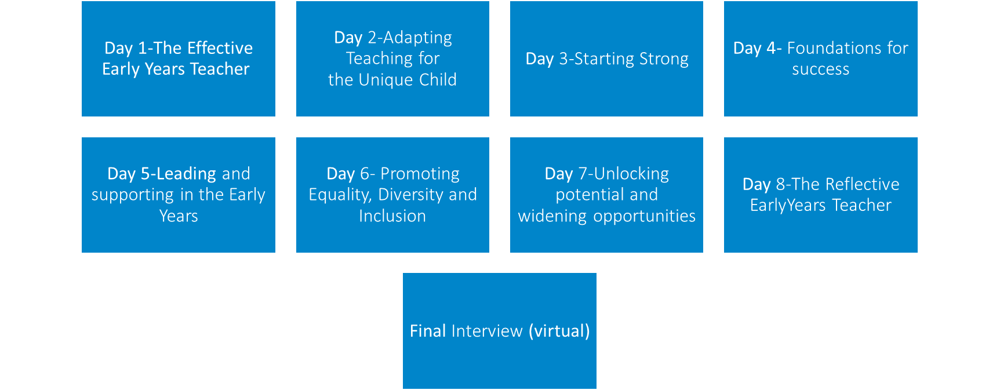 Day 1-The Effective
Early Years Teacher
Day 2-Adapting
Teaching for
the Unique Child
Day 3-Starting Strong
Day 4- Foundations for
success
Day 5-Leading and
supporting in the Early
Years
Day 6- Promoting
Equality, Diversity and
Inclusion
Day 7-Unlocking
potential and
widening opportunities
Day 8-The Reflective
EarlyYears Teacher
Final Interview (virtual)